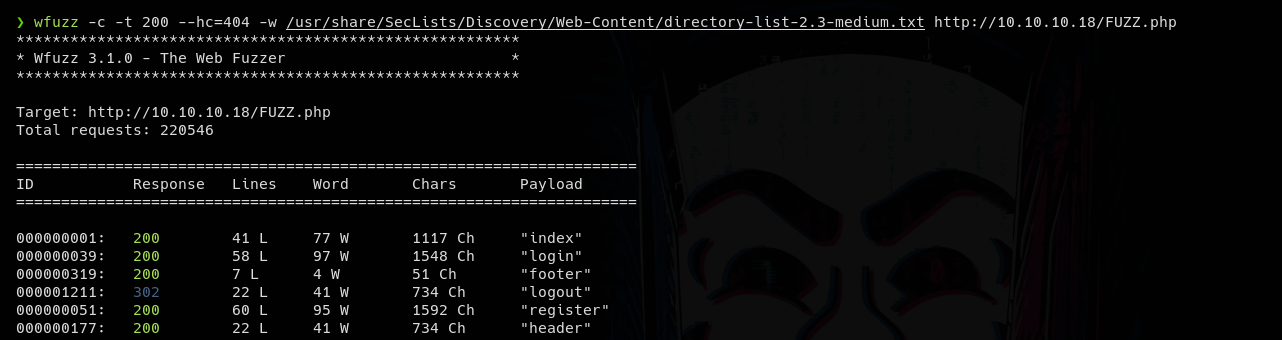 ❯ wfuzz -c -t 200 --hc=404 -w /usr/share/SecLists/Discovery/Web-Content/directory-list-2.3-medium.txt http://10.10.10.18/FUZZ.php
********************************************************
* Wfuzz 3.1.0 - The Web Fuzzer                         *
********************************************************
Target: http://10.10.10.18/FUZZ.php
Total requests: 220546
=====================================================================
ID           Response   Lines    Word       Chars       Payload
=====================================================================
000000001:   200        41 L     77 W       1117 Ch     "index"
000000039:   200        58 L     97 W       1548 Ch     "login"
000000319:   200        7 L      4 W        51 Ch       "footer"
000001211:   302        22 L     41 W       734 Ch      "logout"
000000051:   200        60 L     95 W       1592 Ch     "register"
000000177:   200        22 L     41 W       734 Ch      "header"